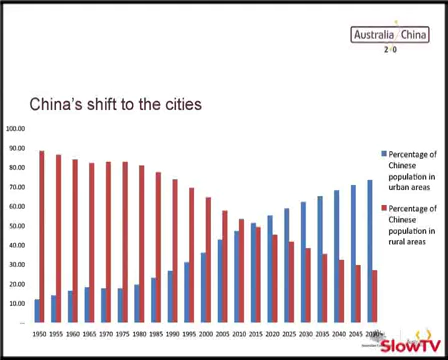 Australia China
China's shift to the cities
100.00
90.00
80.00
70.00
60.00
50.00
40.00
30.00
20.00
10.00
1950 1955 1960 1965 1970 1975 1980 1985 1990 1995 2000 2005 2010 2015 2020 2025 2030 2035 2040 2045
Percentage of
Chinese
population in
urban areas
Percentage of
Chinese
population in
rural areas
SlowTV